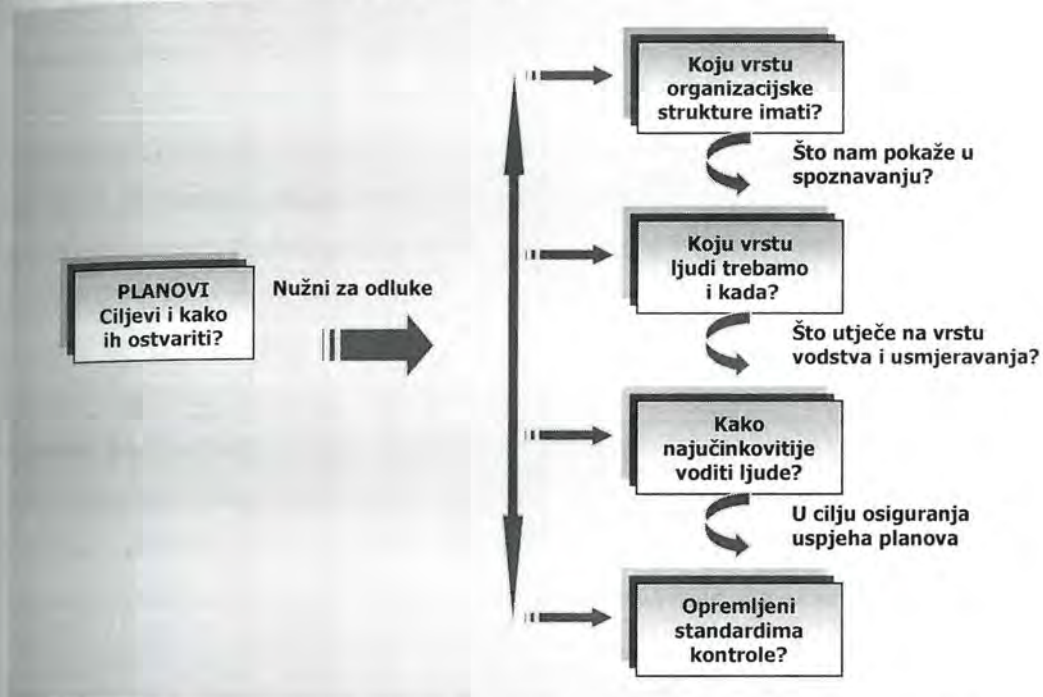 PLANOVI
Ciljevi i kako
ih ostvariti?
Nužni za odluke
Koju vrstu
organizacijske
strukture imati?
Što nam pokaže u
spoznavanju?
Koju vrstu
ljudi trebamo
i kada?
Što utječe na vrstu
vodstva i usmjeravanja?
Kako
najučinkovitije
voditi ljude?
U cilju osiguranja
uspjeha planova
Opremljeni
standardima
kontrole?